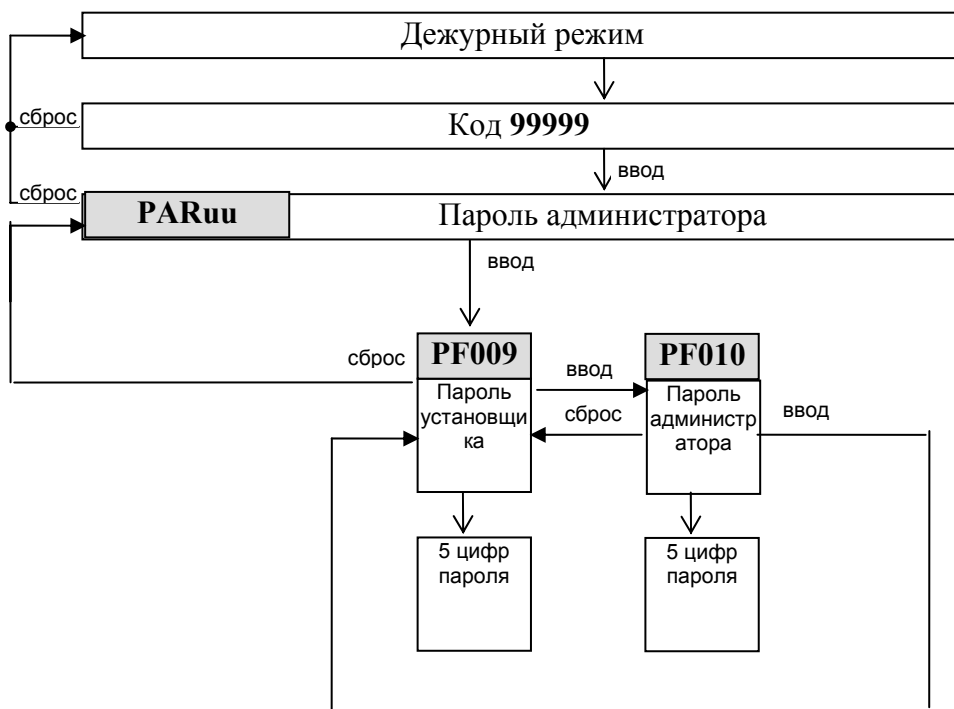 Дежурный режим
сброс
Код 99999
ввод
сброс
PARuu
Пароль администратора
ввод
сброс
PF009
ввод
PF010
Пароль
установщи
ка
сброс
Пароль
администр
атора
ввод
5 цифр
пароля
5 цифр
пароля